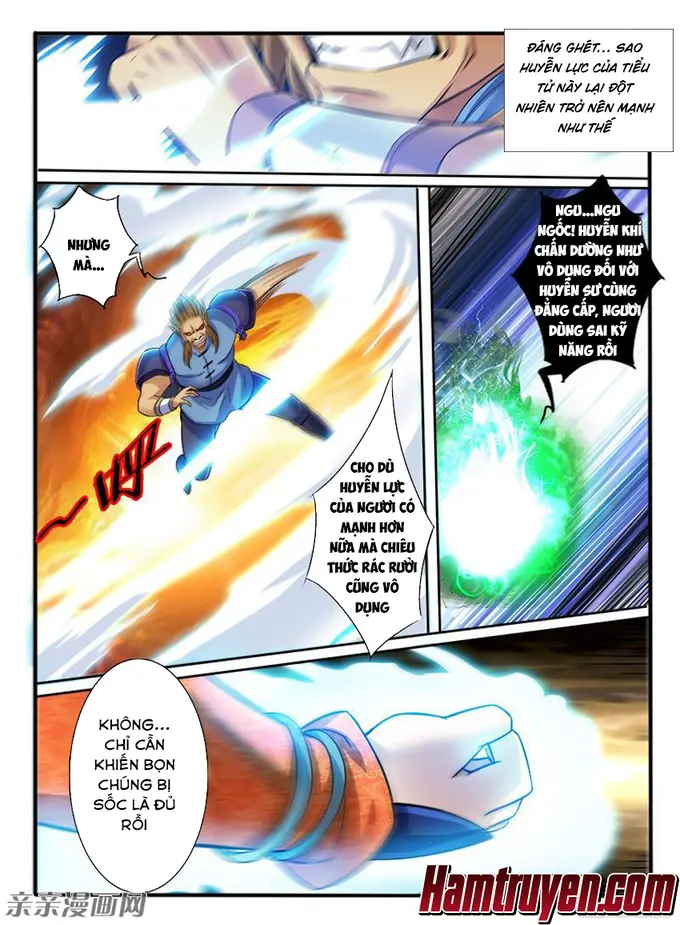 ĐÁNG GHÉT... SAO
HUYỀN LỰC CỦA TIỂU
TỬ NÀY LẠI ĐỘT
NHIÊN TRỞ NÊN MẠNH
NHƯ THẾ
NHƯNG
MÀ...
NGU...NGU
NGỐC! HUYỄN KHÍ
CHẤN DƯỠNG NHƯ
VÔ DỤNG ĐỐI VỚI
HUYỄN SƯ CÙNG
ĐẲNG CẤP, NGƯƠI
DÙNG SAI KỸ
NĂNG RỒI
CHO DÙ
HUYỄN LỰC
CỦA NGƯƠI CÓ
MẠNH HƠN
NỮA MÀ CHIÊU
THỨC RÁC RƯỞI
CŨNG VÔ
DỤNG
KHÔNG...
CHỈ CẦN
KHIẾN BỌN
CHÚNG BỊ
SỐC LÀ ĐỦ
RỒI
亲亲漫画网
Hamtruyen.com